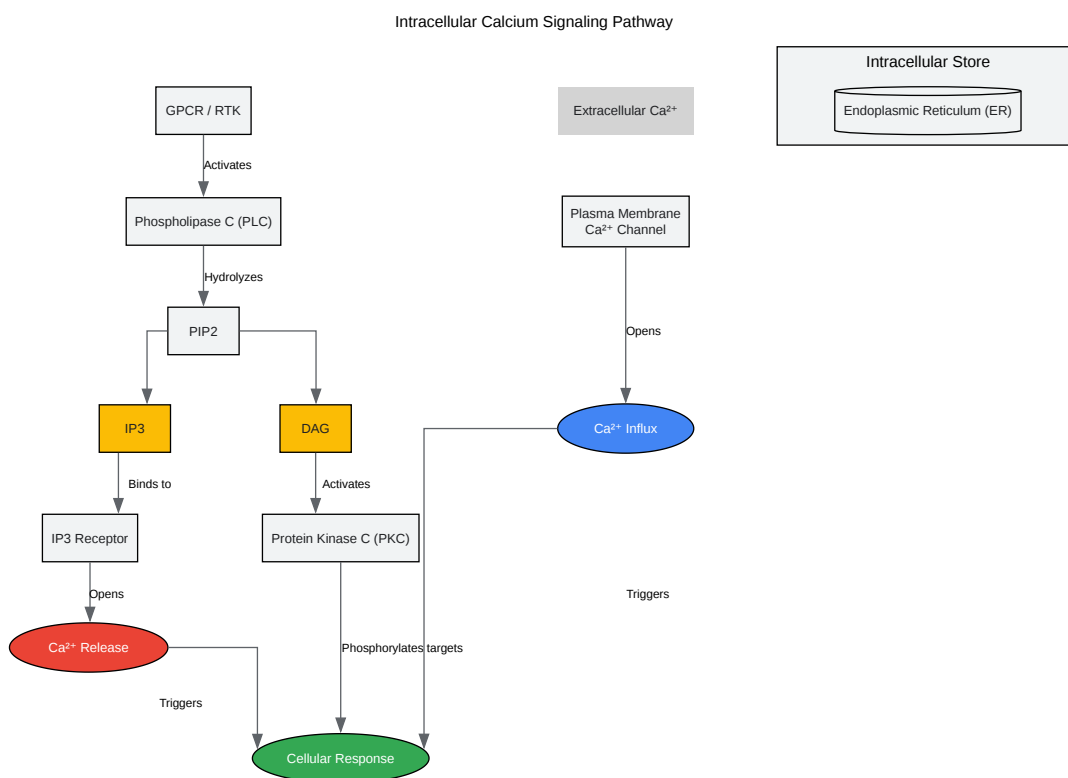 Intracellular Calcium Signaling Pathway
Intracellular Store
GPCR / RTK
Extracellular Ca²⁺
Endoplasmic Reticulum (ER)
Activates
Phospholipase C (PLC)
Plasma Membrane
Ca²⁺ Channel
Hydrolyzes
PIP2
Opens
IP3
DAG
Ca²⁺ Influx
Binds to
Activates
IP3 Receptor
Protein Kinase C (PKC)
Opens
Triggers
Ca²⁺ Release
Phosphorylates targets
Triggers
Cellular Response